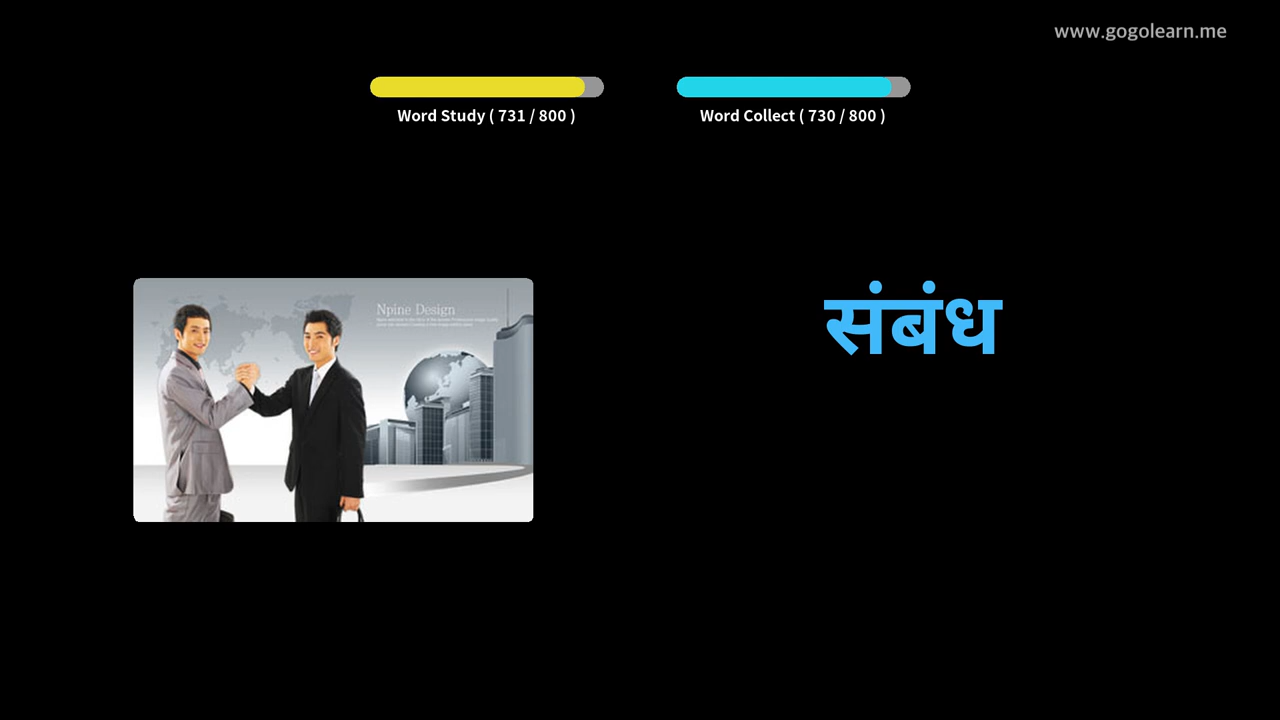 www.gogolearn.me
Word Study ( 731 / 800 )
Word Collect ( 730 / 800 )
Npine Design
संबंध